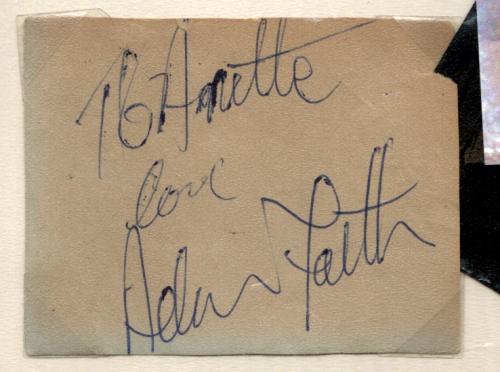 To Anette
love
Adam Faith